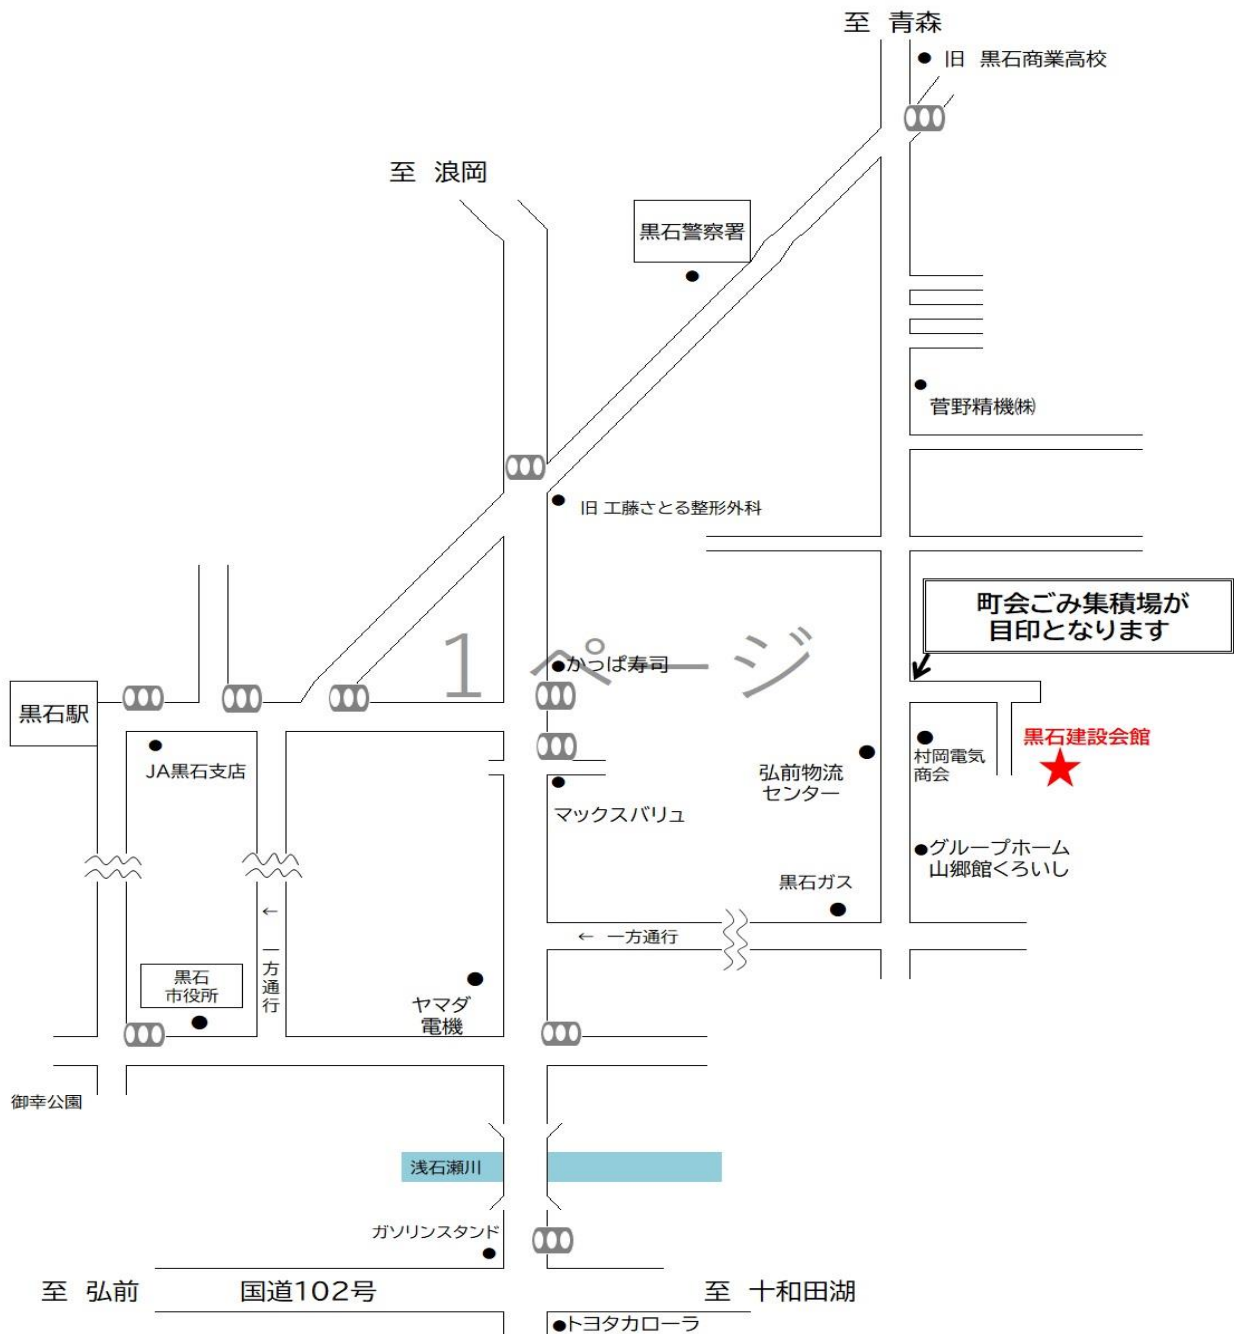 至 青森
旧 黒石商業高校
至 浪岡
黒石警察署
菅野精機㈱
旧 工藤さとる整形外科
町会ごみ集積場が
目印となります
1 ページ
かっぱ寿司
黒石駅
JA黒石支店
黒石建設会館
村岡電気
商会
弘前物流
センター
マックスバリュ
グループホーム
山郷館くろいし
黒石ガス
← 一方通行
← 一方通行
黒石
市役所
ヤマダ
電機
御幸公園
浅石瀬川
ガソリンスタンド
至 弘前
国道102号
至 十和田湖
トヨタカローラ